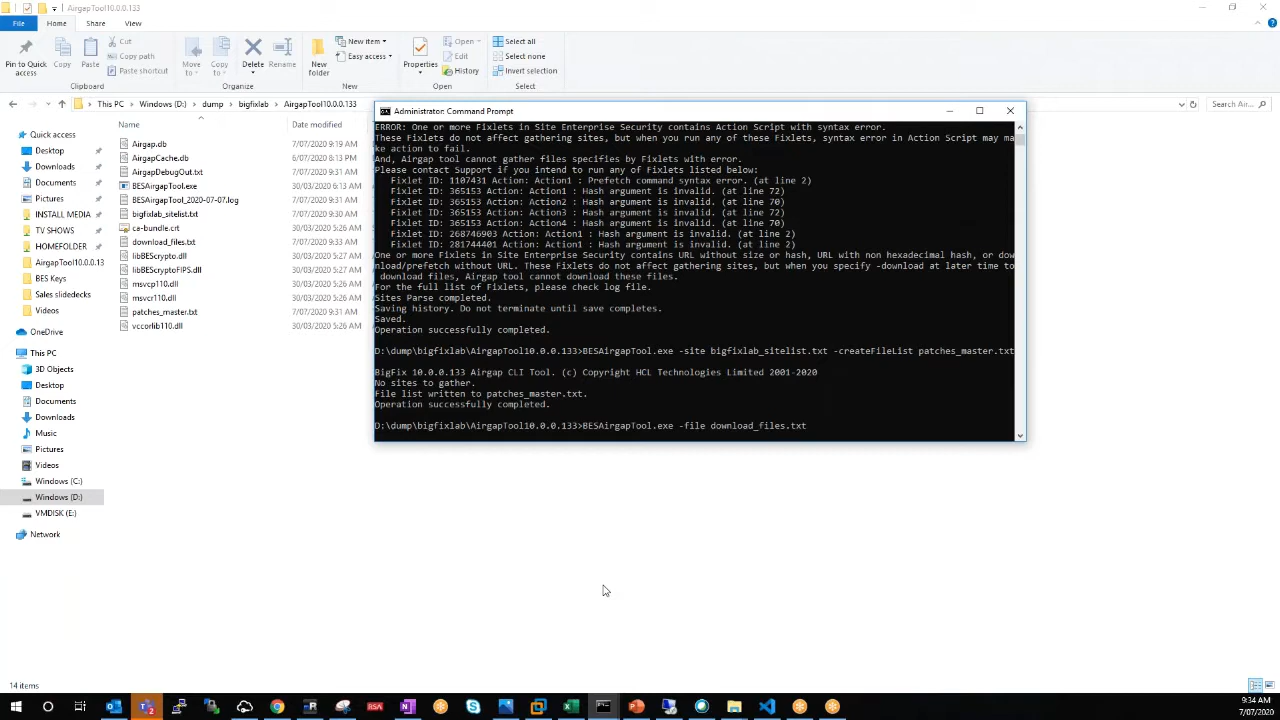 AirgapTool10.0.0.133
File
Home
Share
View
Pin to Quick access
Copy
Paste
Cut
Copy path
Paste shortcut
Clipboard
Move to
Copy to
Delete
Rename
Organize
New folder
New item
Easy access
New
Properties
Open
Edit
History
Open
Select all
Select none
Invert selection
Select
This PC > Windows (D:) > dump > bigfixlab > AirgapTool10.0.0.133
Search Air...
Quick access
Desktop
Downloads
Documents
Pictures
INSTALL MEDIA
TV SHOWS
HOMEFOLDER
AirgapTool10.0.0.13
BES Keys
Sales slidedecks
Videos
OneDrive
This PC
3D Objects
Desktop
Documents
Downloads
Music
Pictures
Videos
Windows (C:)
Windows (D:)
VMDISK (E:)
Network
Name Date modified
Airgap.db 7/07/2020 9:19 AM
AirgapCache.db 6/07/2020 8:13 PM
AirgapDebugOut.txt 7/07/2020 9:31 AM
BESAirgapTool.exe 30/03/2020 6:13 AM
BESAirgapTool_2020-07-07.log 7/07/2020 9:31 AM
bigfixlab_sitelist.txt 7/07/2020 9:30 AM
ca-bundle.crt 30/03/2020 5:26 AM
download_files.txt 7/07/2020 9:33 AM
libBEScrypto.dll 30/03/2020 5:26 AM
libBEScryptoFIPS.dll 30/03/2020 5:26 AM
msvcp110.dll 30/03/2020 5:26 AM
msvcr110.dll 30/03/2020 5:26 AM
patches_master.txt 7/07/2020 9:31 AM
vccorlib110.dll 30/03/2020 5:26 AM
Administrator: Command Prompt
ERROR: One or more Fixlets in Site Enterprise Security contains Action Script with syntax error.
These Fixlets do not affect gathering sites, but when you run any of these Fixlets, syntax error in Action Script may ma
ke action to fail.
And, Airgap tool cannot gather files specifies by Fixlets with error.
Please contact Support if you intend to run any of Fixlets listed below:
Fixlet ID: 1107431 Action: Action1 : Prefetch command syntax error. (at line 2)
Fixlet ID: 365153 Action: Action1 : Hash argument is invalid. (at line 72)
Fixlet ID: 365153 Action: Action2 : Hash argument is invalid. (at line 70)
Fixlet ID: 365153 Action: Action3 : Hash argument is invalid. (at line 72)
Fixlet ID: 365153 Action: Action4 : Hash argument is invalid. (at line 70)
Fixlet ID: 268746903 Action: Action1 : Hash argument is invalid. (at line 2)
Fixlet ID: 281744401 Action: Action1 : Hash argument is invalid. (at line 2)
One or more Fixlets in Site Enterprise Security contains URL without size or hash, URL with non hexadecimal hash, or dow
nload/prefetch without URL. These Fixlets do not affect gathering sites, but when you specify -download at later time to
download files, Airgap tool cannot download these files.
For the full list of Fixlets, please check log file.
Sites Parse completed.
Saving history. Do not terminate until save completes.
Saved.
Operation successfully completed.
D:\dump\bigfixlab\AirgapTool10.0.0.133>BESAirgapTool.exe -site bigfixlab_sitelist.txt -createFileList patches_master.txt
BigFix 10.0.0.133 Airgap CLI Tool. (c) Copyright HCL Technologies Limited 2001-2020
No sites to gather.
File list written to patches_master.txt.
Operation successfully completed.
D:\dump\bigfixlab\AirgapTool10.0.0.133>BESAirgapTool.exe -file download_files.txt
14 items
9:34 AM
7/07/2020